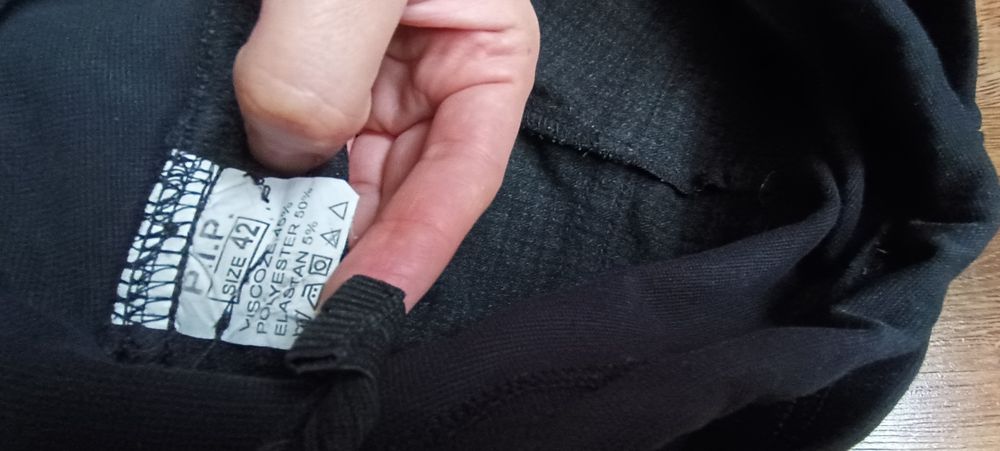 P.I.P.
SIZE 42
VISCOZE 45%
POLYESTER 50%
ELASTAN 5%